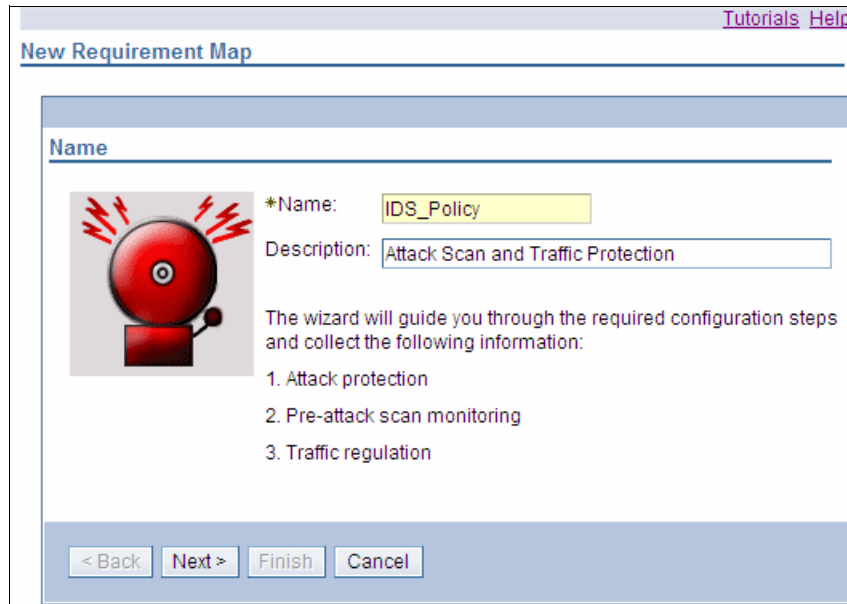 Tutorials Help
New Requirement Map
Name
*Name: IDS_Policy
Description: Attack Scan and Traffic Protection
The wizard will guide you through the required configuration steps
and collect the following information:
1. Attack protection
2. Pre-attack scan monitoring
3. Traffic regulation
< Back Next > Finish Cancel